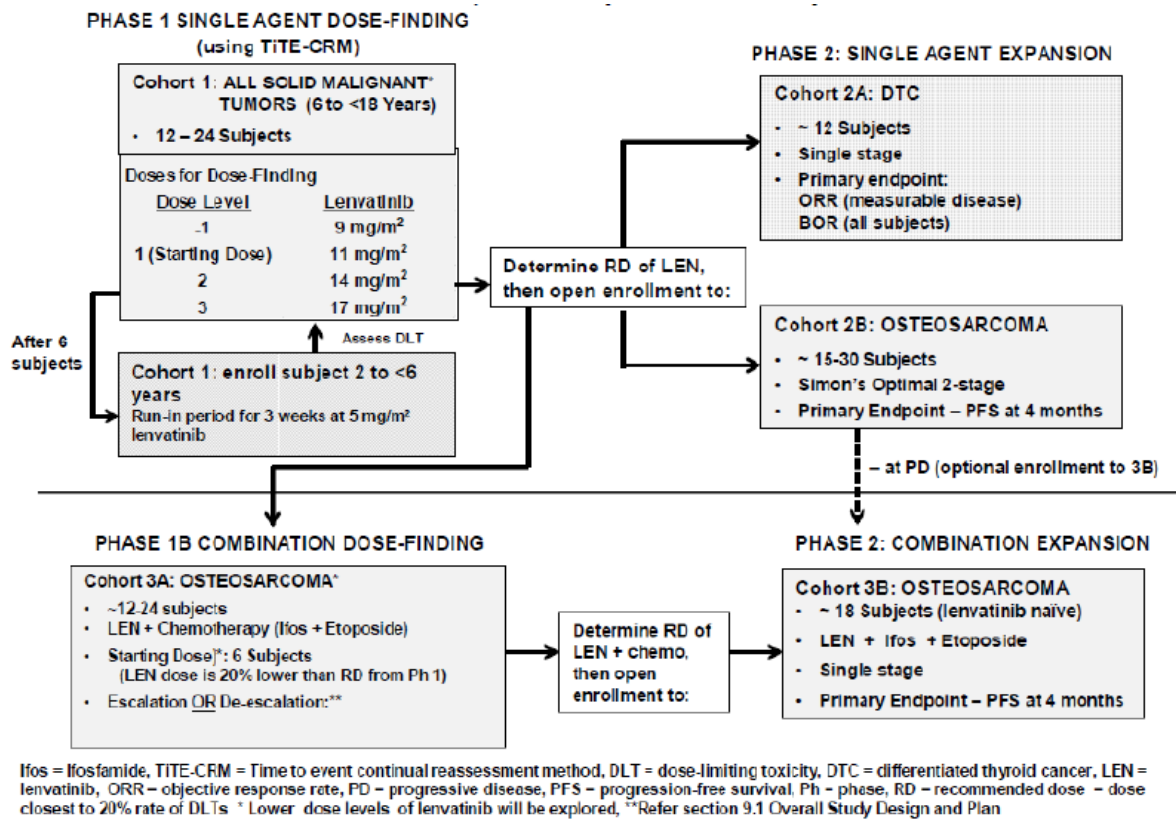 PHASE 1 SINGLE AGENT DOSE-FINDING
(using TiTE-CRM)
Cohort 1: ALL SOLID MALIGNANT*
TUMORS (6 to <18 Years)
• 12 – 24 Subjects
Doses for Dose-Finding
Dose Level Lenvatinib
-1 9 mg/m²
1 (Starting Dose) 11 mg/m²
2 14 mg/m²
3 17 mg/m²
After 6
subjects
Assess DLT
Cohort 1: enroll subject 2 to <6
years
Run-in period for 3 weeks at 5 mg/m²
lenvatinib
Determine RD of LEN,
then open enrollment to:
PHASE 2: SINGLE AGENT EXPANSION
Cohort 2A: DTC
• ~ 12 Subjects
• Single stage
• Primary endpoint:
ORR (measurable disease)
BOR (all subjects)
Cohort 2B: OSTEOSARCOMA
• ~ 15-30 Subjects
• Simon's Optimal 2-stage
• Primary Endpoint – PFS at 4 months
– at PD (optional enrollment to 3B)
PHASE 1B COMBINATION DOSE-FINDING
Cohort 3A: OSTEOSARCOMA*
• ~12-24 subjects
• LEN + Chemotherapy (Ifos + Etoposide)
• Starting Dose]*: 6 Subjects
(LEN dose is 20% lower than RD from Ph 1)
• Escalation OR De-escalation:**
Determine RD of
LEN + chemo,
then open
enrollment to:
PHASE 2: COMBINATION EXPANSION
Cohort 3B: OSTEOSARCOMA
• ~ 18 Subjects (lenvatinib naïve)
• LEN + Ifos + Etoposide
• Single stage
• Primary Endpoint – PFS at 4 months
Ifos = Ifosfamide, TiTE-CRM = Time to event continual reassessment method, DLT = dose-limiting toxicity, DTC = differentiated thyroid cancer, LEN =
lenvatinib, ORR – objective response rate, PD – progressive disease, PFS – progression-free survival, Ph – phase, RD – recommended dose – dose
closest to 20% rate of DLTs * Lower dose levels of lenvatinib will be explored, **Refer section 9.1 Overall Study Design and Plan